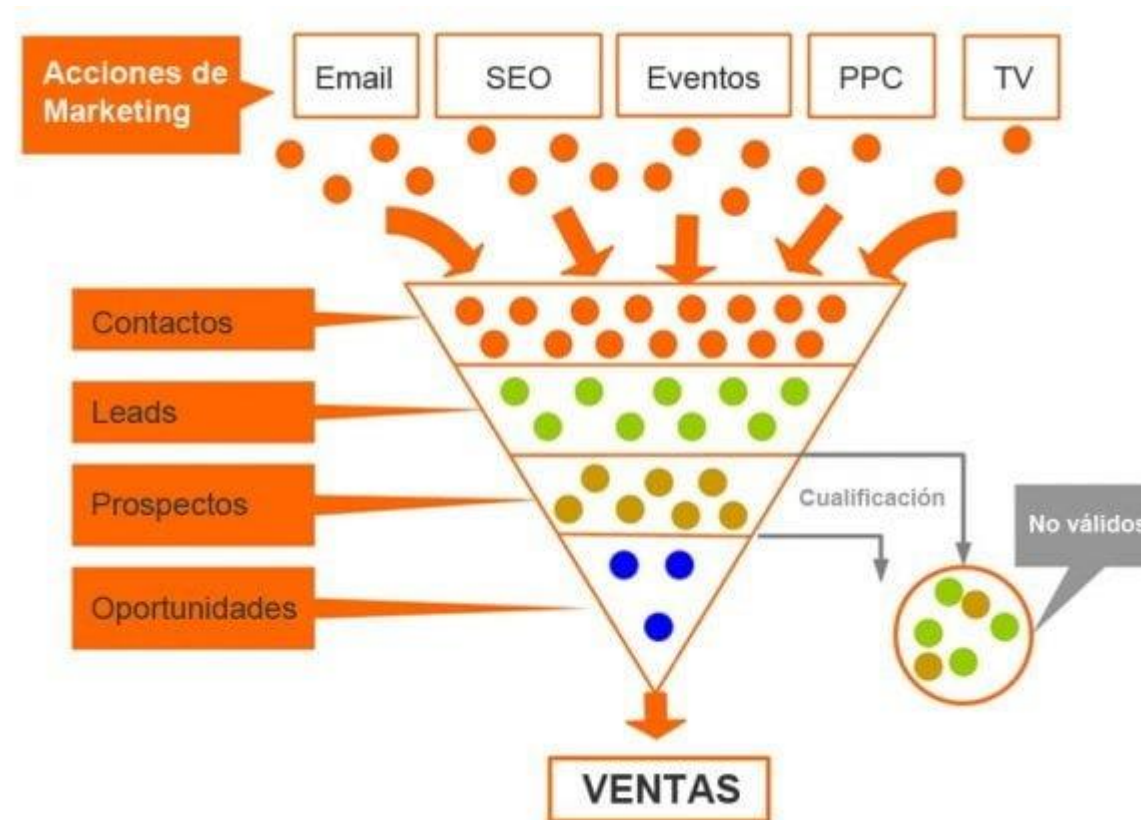 Acciones de
Marketing
Email
SEO
Eventos
PPC
TV
Contactos
Leads
Prospectos
Oportunidades
Cualificación
No válidos
VENTAS